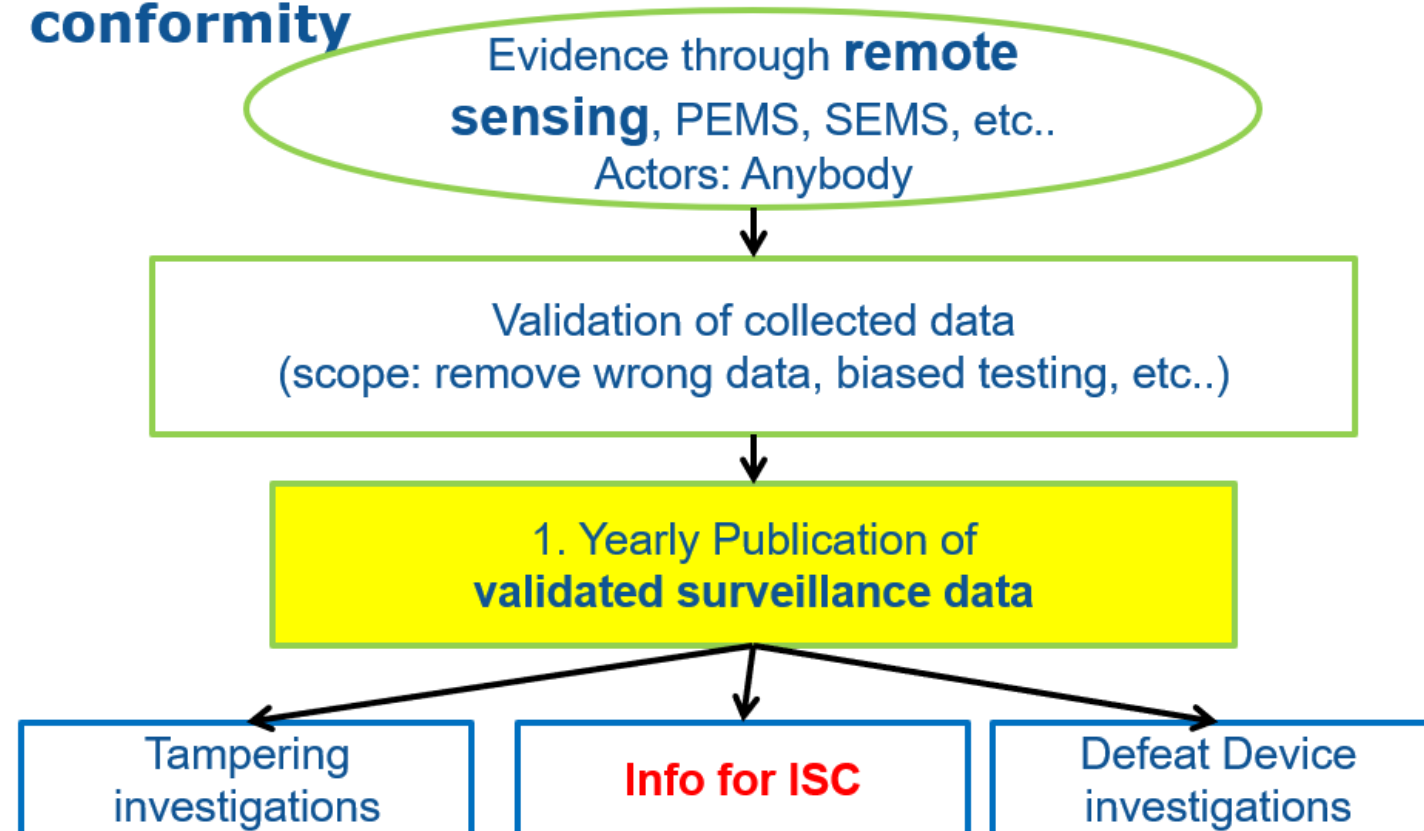 conformity
Evidence through remote
sensing, PEMS, SEMS, etc..
Actors: Anybody
Validation of collected data
(scope: remove wrong data, biased testing, etc..)
1. Yearly Publication of
validated surveillance data
Tampering
investigations
Info for ISC
Defeat Device
investigations